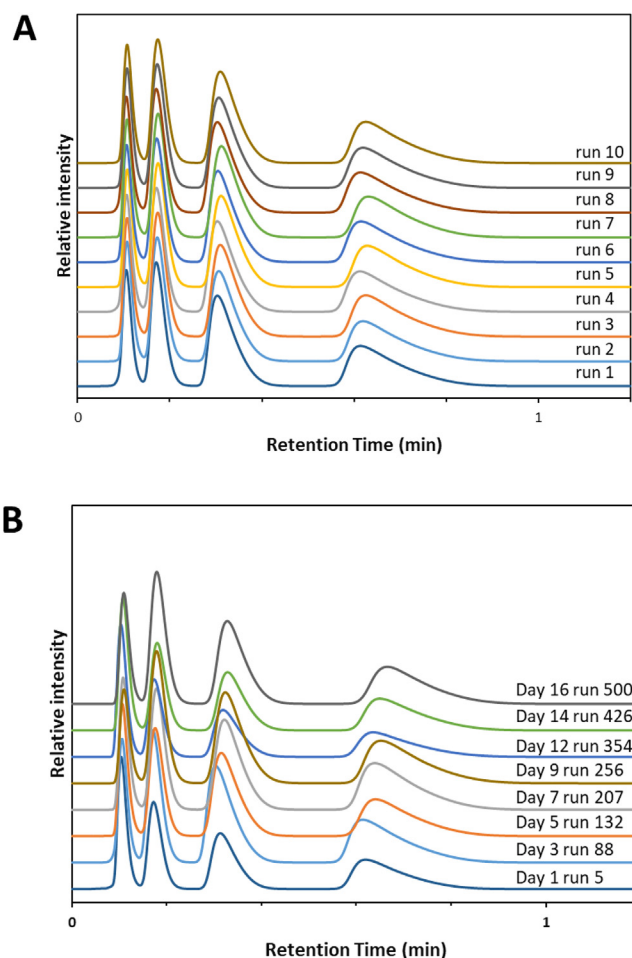 A
Relative intensity
run 10
run 9
run 8
run 7
run 6
run 5
run 4
run 3
run 2
run 1
0
1
Retention Time (min)
B
Relative intensity
Day 16 run 500
Day 14 run 426
Day 12 run 354
Day 9 run 256
Day 7 run 207
Day 5 run 132
Day 3 run 88
Day 1 run 5
0
1
Retention Time (min)